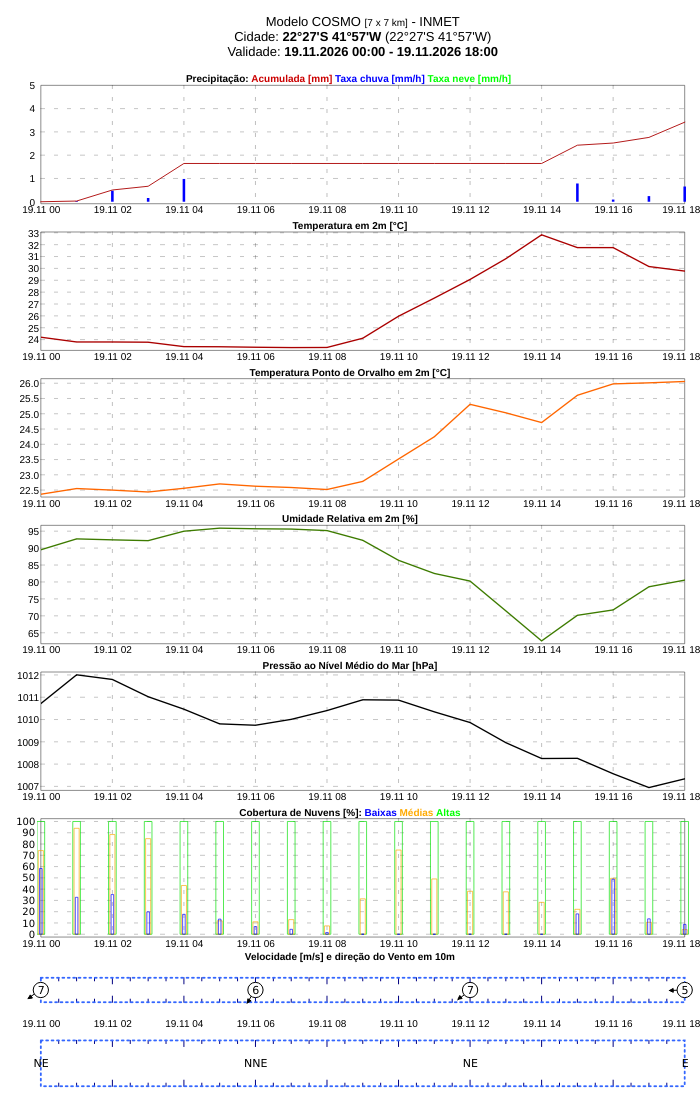 Modelo COSMO [7 x 7 km] - INMET
Cidade: 22°27'S 41°57'W (22°27'S 41°57'W)
Validade: 19.11.2026 00:00 - 19.11.2026 18:00
Precipitação: Acumulada [mm] Taxa chuva [mm/h] Taxa neve [mm/h]
5
4
3
2
1
0
19.11 00 19.11 02 19.11 04 19.11 06 19.11 08 19.11 10 19.11 12 19.11 14 19.11 16 19.11 18
Temperatura em 2m [°C]
33
32
31
30
29
28
27
26
25
24
19.11 00 19.11 02 19.11 04 19.11 06 19.11 08 19.11 10 19.11 12 19.11 14 19.11 16 19.11 18
Temperatura Ponto de Orvalho em 2m [°C]
26.0
25.5
25.0
24.5
24.0
23.5
23.0
22.5
19.11 00 19.11 02 19.11 04 19.11 06 19.11 08 19.11 10 19.11 12 19.11 14 19.11 16 19.11 18
Umidade Relativa em 2m [%]
95
90
85
80
75
70
65
19.11 00 19.11 02 19.11 04 19.11 06 19.11 08 19.11 10 19.11 12 19.11 14 19.11 16 19.11 18
Pressão ao Nível Médio do Mar [hPa]
1012
1011
1010
1009
1008
1007
19.11 00 19.11 02 19.11 04 19.11 06 19.11 08 19.11 10 19.11 12 19.11 14 19.11 16 19.11 18
Cobertura de Nuvens [%]: Baixas Médias Altas
100
90
80
70
60
50
40
30
20
10
0
19.11 00 19.11 02 19.11 04 19.11 06 19.11 08 19.11 10 19.11 12 19.11 14 19.11 16 19.11 18
Velocidade [m/s] e direção do Vento em 10m
7 6 7 5
19.11 00 19.11 02 19.11 04 19.11 06 19.11 08 19.11 10 19.11 12 19.11 14 19.11 16 19.11 18
NE NNE NE E